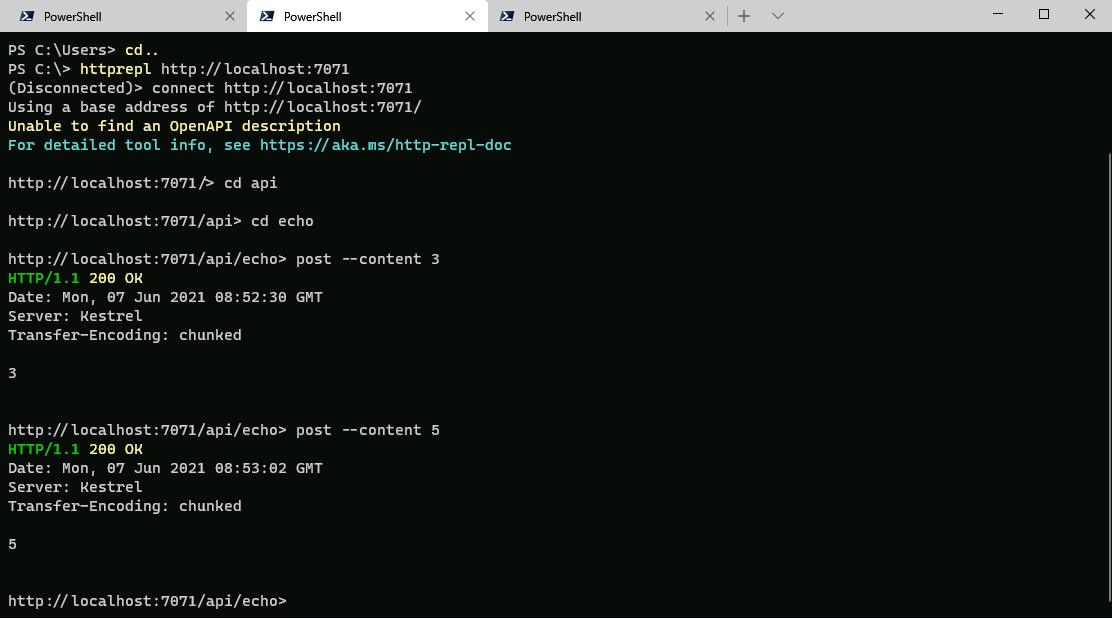 PowerShell
PowerShell
PowerShell
PS C:\Users> cd..
PS C:\> httprepl http://localhost:7071
(Disconnected)> connect http://localhost:7071
Using a base address of http://localhost:7071/
Unable to find an OpenAPI description
For detailed tool info, see https://aka.ms/http-repl-doc
http://localhost:7071/> cd api
http://localhost:7071/api> cd echo
http://localhost:7071/api/echo> post --content 3
HTTP/1.1 200 OK
Date: Mon, 07 Jun 2021 08:52:30 GMT
Server: Kestrel
Transfer-Encoding: chunked
3
http://localhost:7071/api/echo> post --content 5
HTTP/1.1 200 OK
Date: Mon, 07 Jun 2021 08:53:02 GMT
Server: Kestrel
Transfer-Encoding: chunked
5
http://localhost:7071/api/echo>